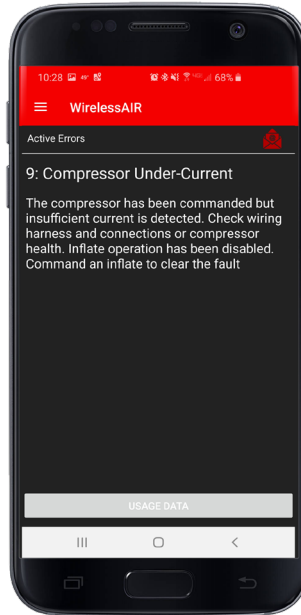 10:28 49° 68%
WirelessAIR
Active Errors
9: Compressor Under-Current
The compressor has been commanded but
insufficient current is detected. Check wiring
harness and connections or compressor
health. Inflate operation has been disabled.
Command an inflate to clear the fault
USAGE DATA